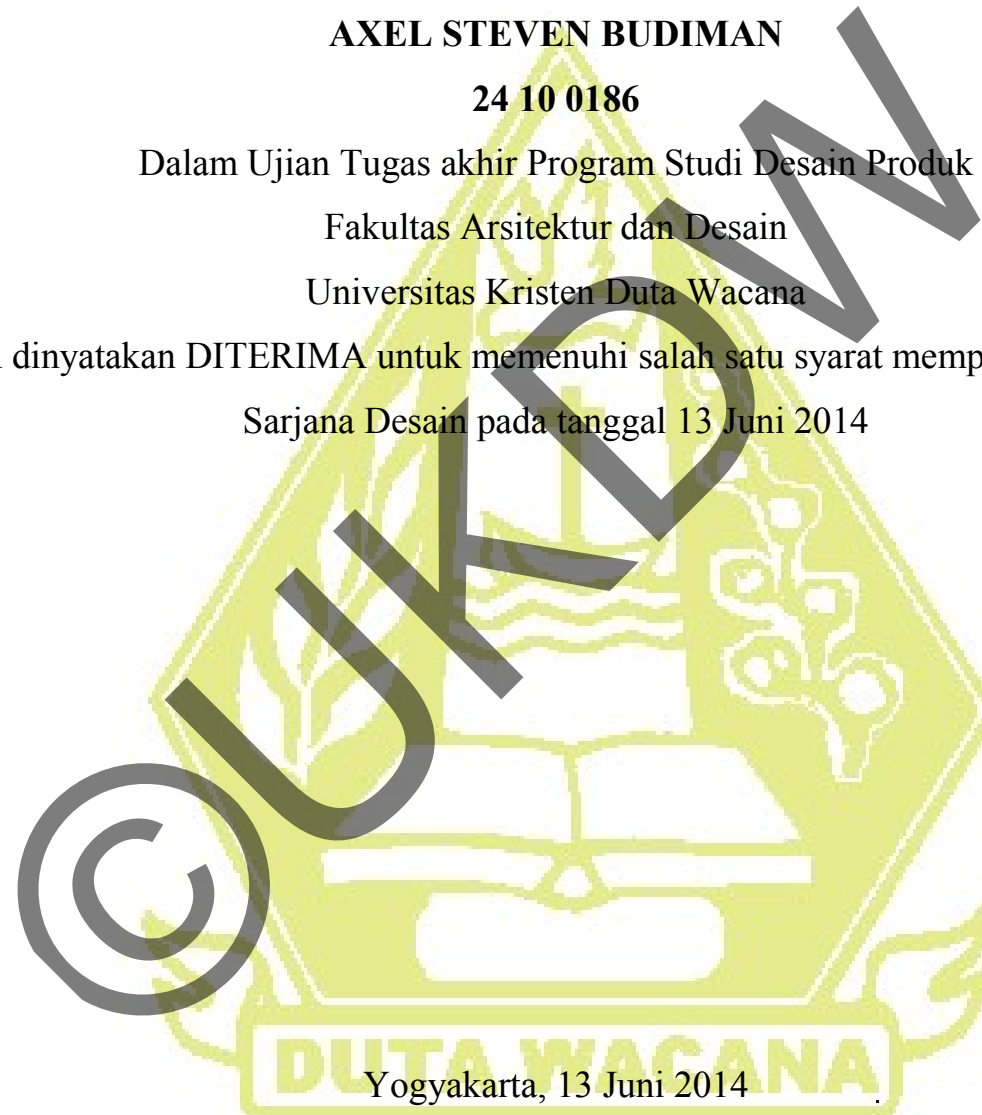 AXEL STEVEN BUDIMAN
24 10 0186
Dalam Ujian Tugas akhir Program Studi Desain Produk
Fakultas Arsitektur dan Desain
Universitas Kristen Duta Wacana
dinyatakan DITERIMA untuk memenuhi salah satu syarat
Sarjana Desain pada tanggal 13 Juni 2014
©UKDW
DUTA WACANA
Yogyakarta, 13 Juni 2014